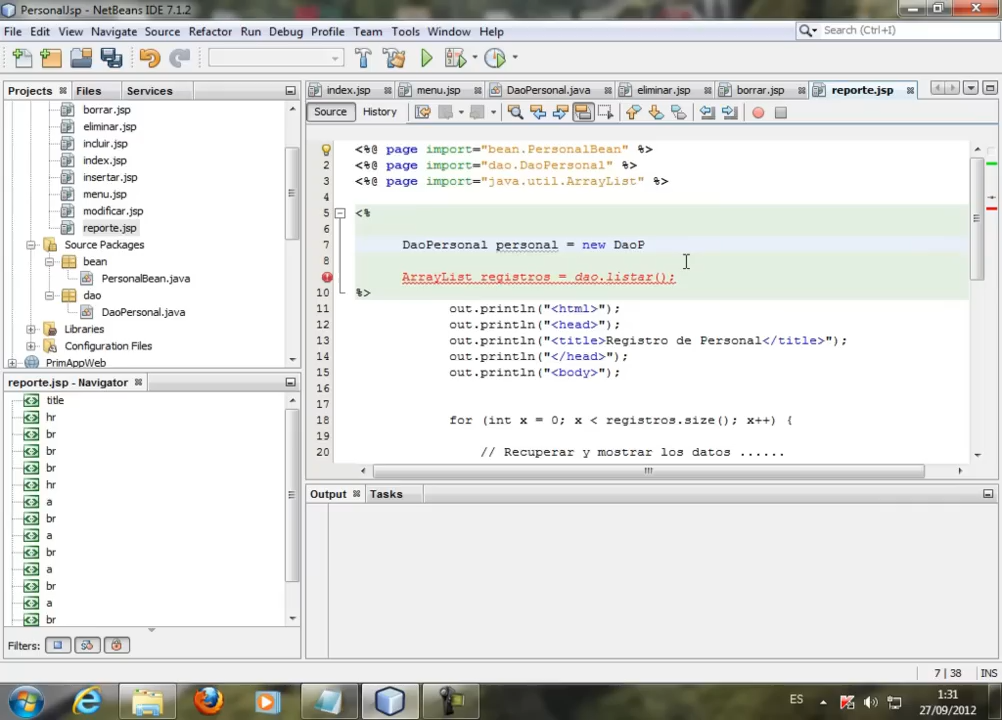 PersonalJsp - NetBeans IDE 7.1.2
File Edit View Navigate Source Refactor Run Debug Profile Team Tools Window Help
Search (Ctrl+I)
Projects Files Services
index.jsp menu.jsp DaoPersonal.java eliminar.jsp borrar.jsp reporte.jsp
Source History
borrar.jsp
eliminar.jsp
incluir.jsp
index.jsp
insertar.jsp
menu.jsp
modificar.jsp
reporte.jsp
Source Packages
bean
PersonalBean.java
dao
DaoPersonal.java
Libraries
Configuration Files
PrimAppWeb
1 <%@ page import="bean.PersonalBean" %>
2 <%@ page import="dao.DaoPersonal" %>
3 <%@ page import="java.util.ArrayList" %>
4
5 <%
6
7 DaoPersonal personal = new DaoP
8
ArrayList registros = dao.listar();
10 %>
11 out.println("<html>");
12 out.println("<head>");
13 out.println("<title>Registro de Personal</title>");
14 out.println("</head>");
15 out.println("<body>");
16
17
18 for (int x = 0; x < registros.size(); x++) {
19
20 // Recuperar y mostrar los datos ......
reporte.jsp - Navigator
title
hr
br
br
br
hr
a
br
a
br
a
br
a
br
Filters:
Output Tasks
7 | 38 INS
ES
1:31
27/09/2012